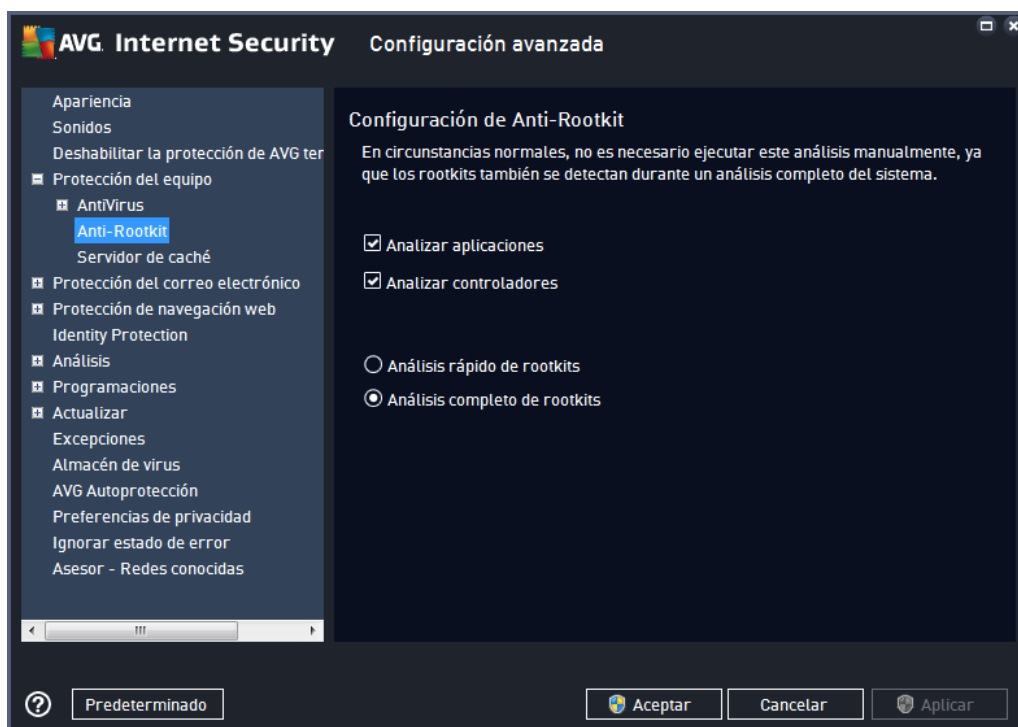 AVG. Internet Security
Configuración avanzada
Apariencia
Sonidos
Deshabilitar la protección de AVG ter
Protección del equipo
AntiVirus
Anti-Rootkit
Servidor de caché
Protección del correo electrónico
Protección de navegación web
Identity Protection
Análisis
Programaciones
Actualizar
Excepciones
Almacén de virus
AVG Autoprotección
Preferencias de privacidad
Ignorar estado de error
Asesor - Redes conocidas
Configuración de Anti-Rootkit
En circunstancias normales, no es necesario ejecutar este análisis manualmente, ya
que los rootkits también se detectan durante un análisis completo del sistema.
Analizar aplicaciones
Analizar controladores
Análisis rápido de rootkits
Análisis completo de rootkits
Predeterminado
Aceptar
Cancelar
Aplicar